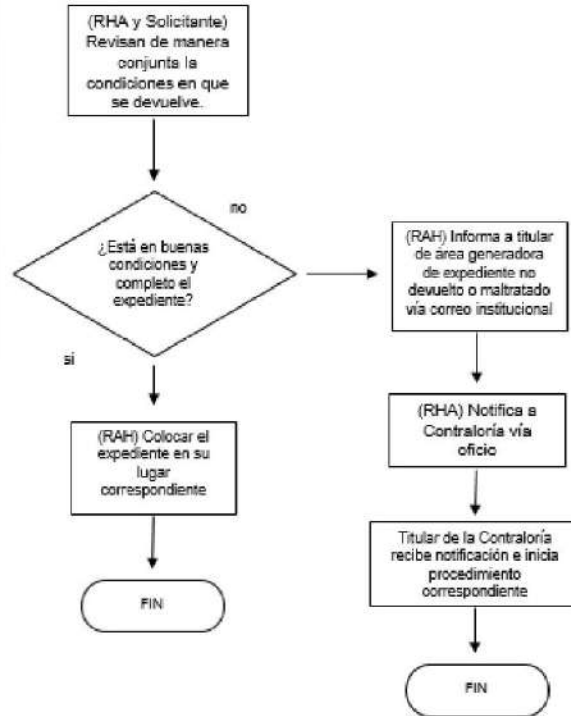 (RHA y Solicitante)
Revisan de manera
conjunta la
condiciones en que
se devuelve.
no
¿Está en buenas
condiciones y
completo el
expediente?
(RAH) Informa a titular
de área generadora
de expediente no
devuelto o maltratado
vía correo institucional
si
(RAH) Colocar el
expediente en su
lugar
correspondiente
(RHA) Notifica a
Contraloría vía
oficio
Titular de la Contraloría
recibe notificación e inicia
procedimiento
correspondiente
FIN
FIN